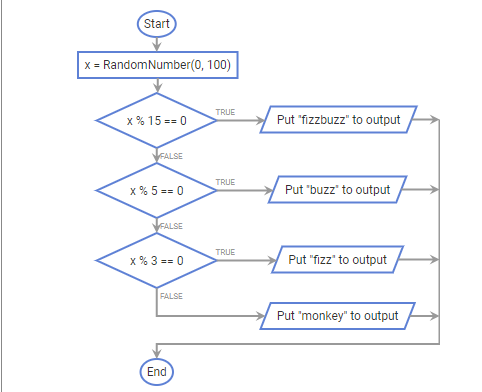 Start
x = RandomNumber(0, 100)
x % 15 == 0
TRUE
Put "fizzbuzz" to output
FALSE
x % 5 == 0
TRUE
Put "buzz" to output
FALSE
x % 3 == 0
TRUE
Put "fizz" to output
FALSE
Put "monkey" to output
End